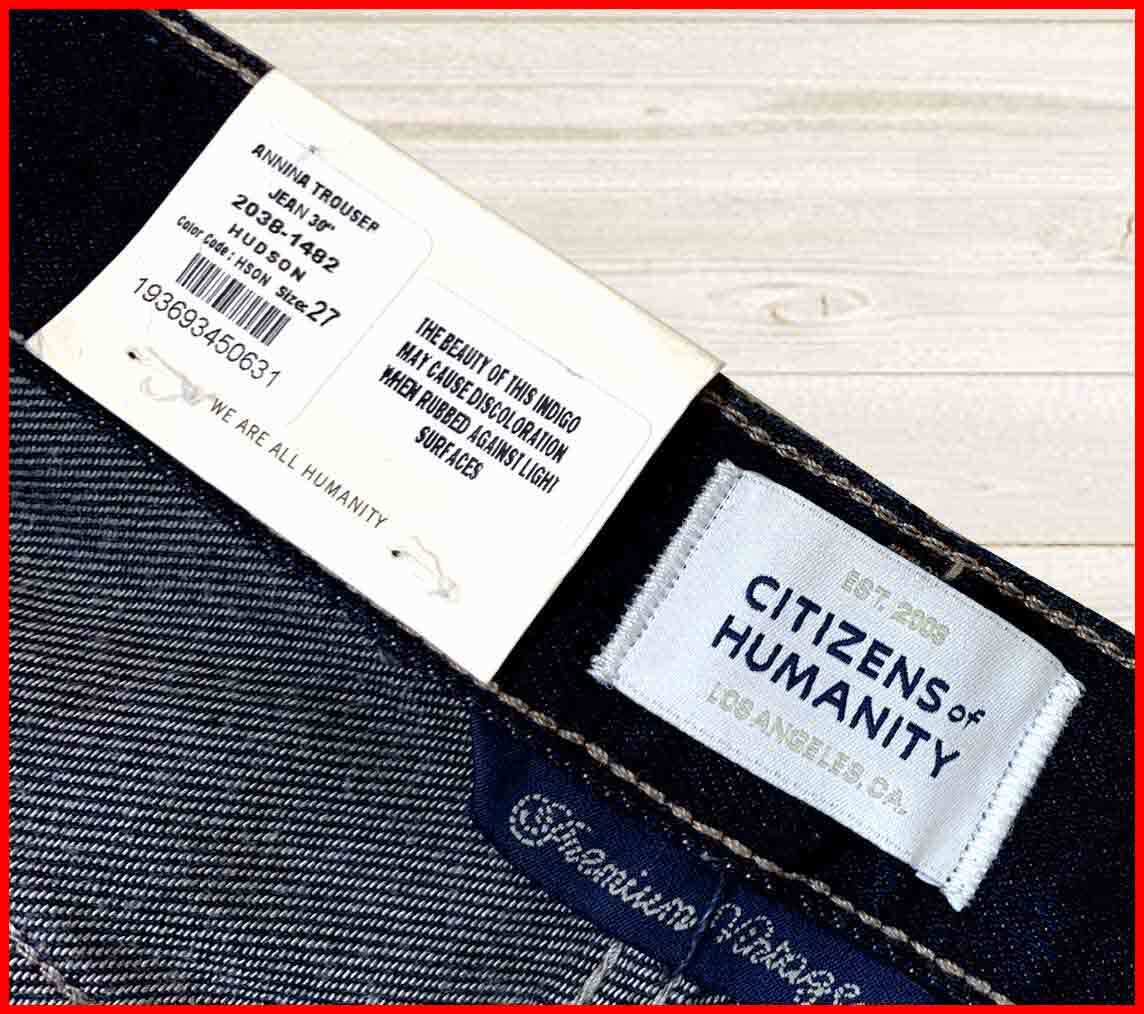 ANNINA TROUSER
JEAN 30"
2038-1482
HUDSON
Color Code: HSON Size: 27
193693450631
THE BEAUTY OF THIS INDIGO
MAY CAUSE DISCOLORATION
WHEN RUBBED AGAINST LIGHT
SURFACES
WE ARE ALL HUMANITY
EST. 2003
CITIZENS of
HUMANITY
LOS ANGELES, CA.
Premium Vintage